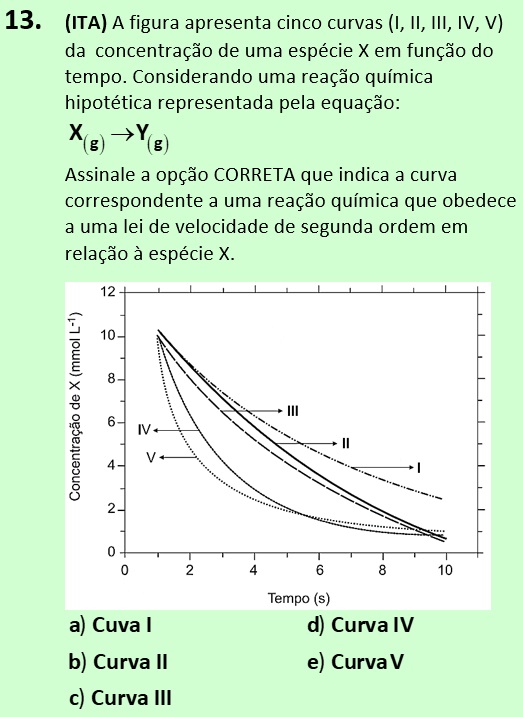 13. (ITA) A figura apresenta cinco curvas (I, II, III, IV, V)
da concentração de uma espécie X em função do
tempo. Considerando uma reação química
hipotética representada pela equação:
X(g) →Y(g)
Assinale a opção CORRETA que indica a curva
correspondente a uma reação química que obedece
a uma lei de velocidade de segunda ordem em
relação à espécie X.
Concentração de X (mmol L⁻¹)
12
10
8
6
4
2
0
III
IV
II
V
I
0 2 4 6 8 10
Tempo (s)
a) Cuva I
d) Curva IV
b) Curva II
e) Curva V
c) Curva III